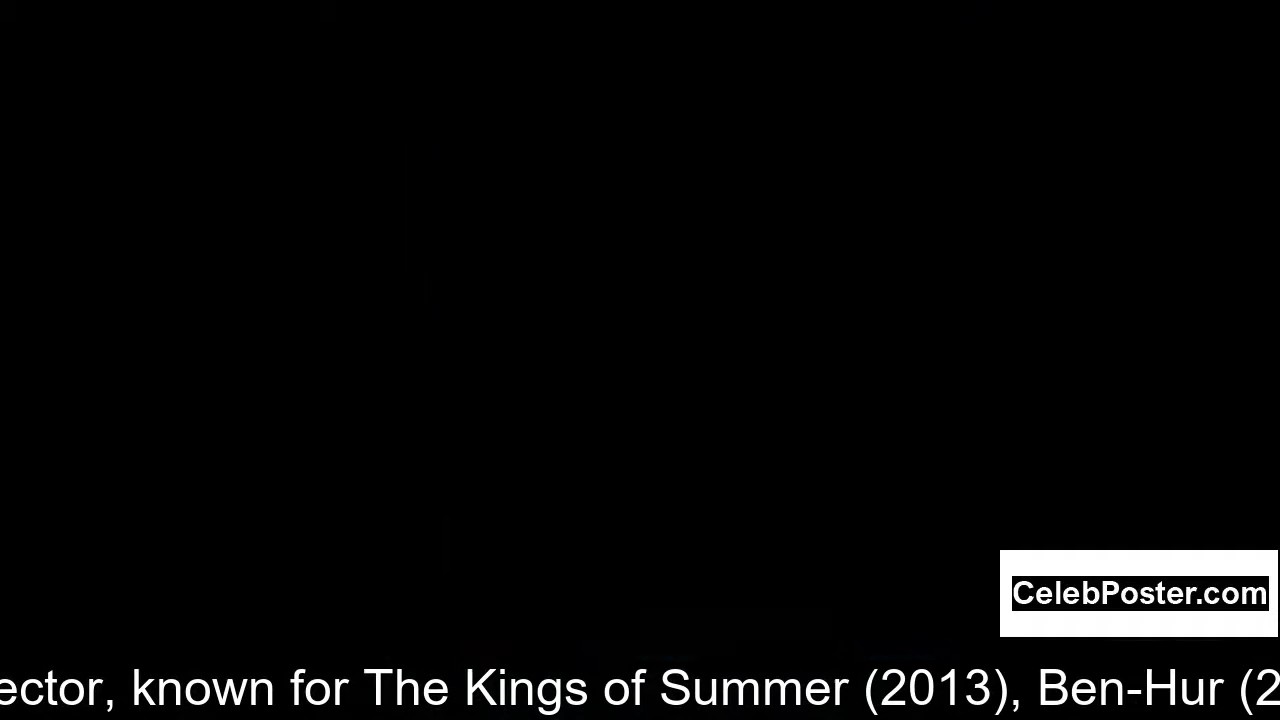 CelebPoster.com
ector, known for The Kings of Summer (2013), Ben-Hur (2